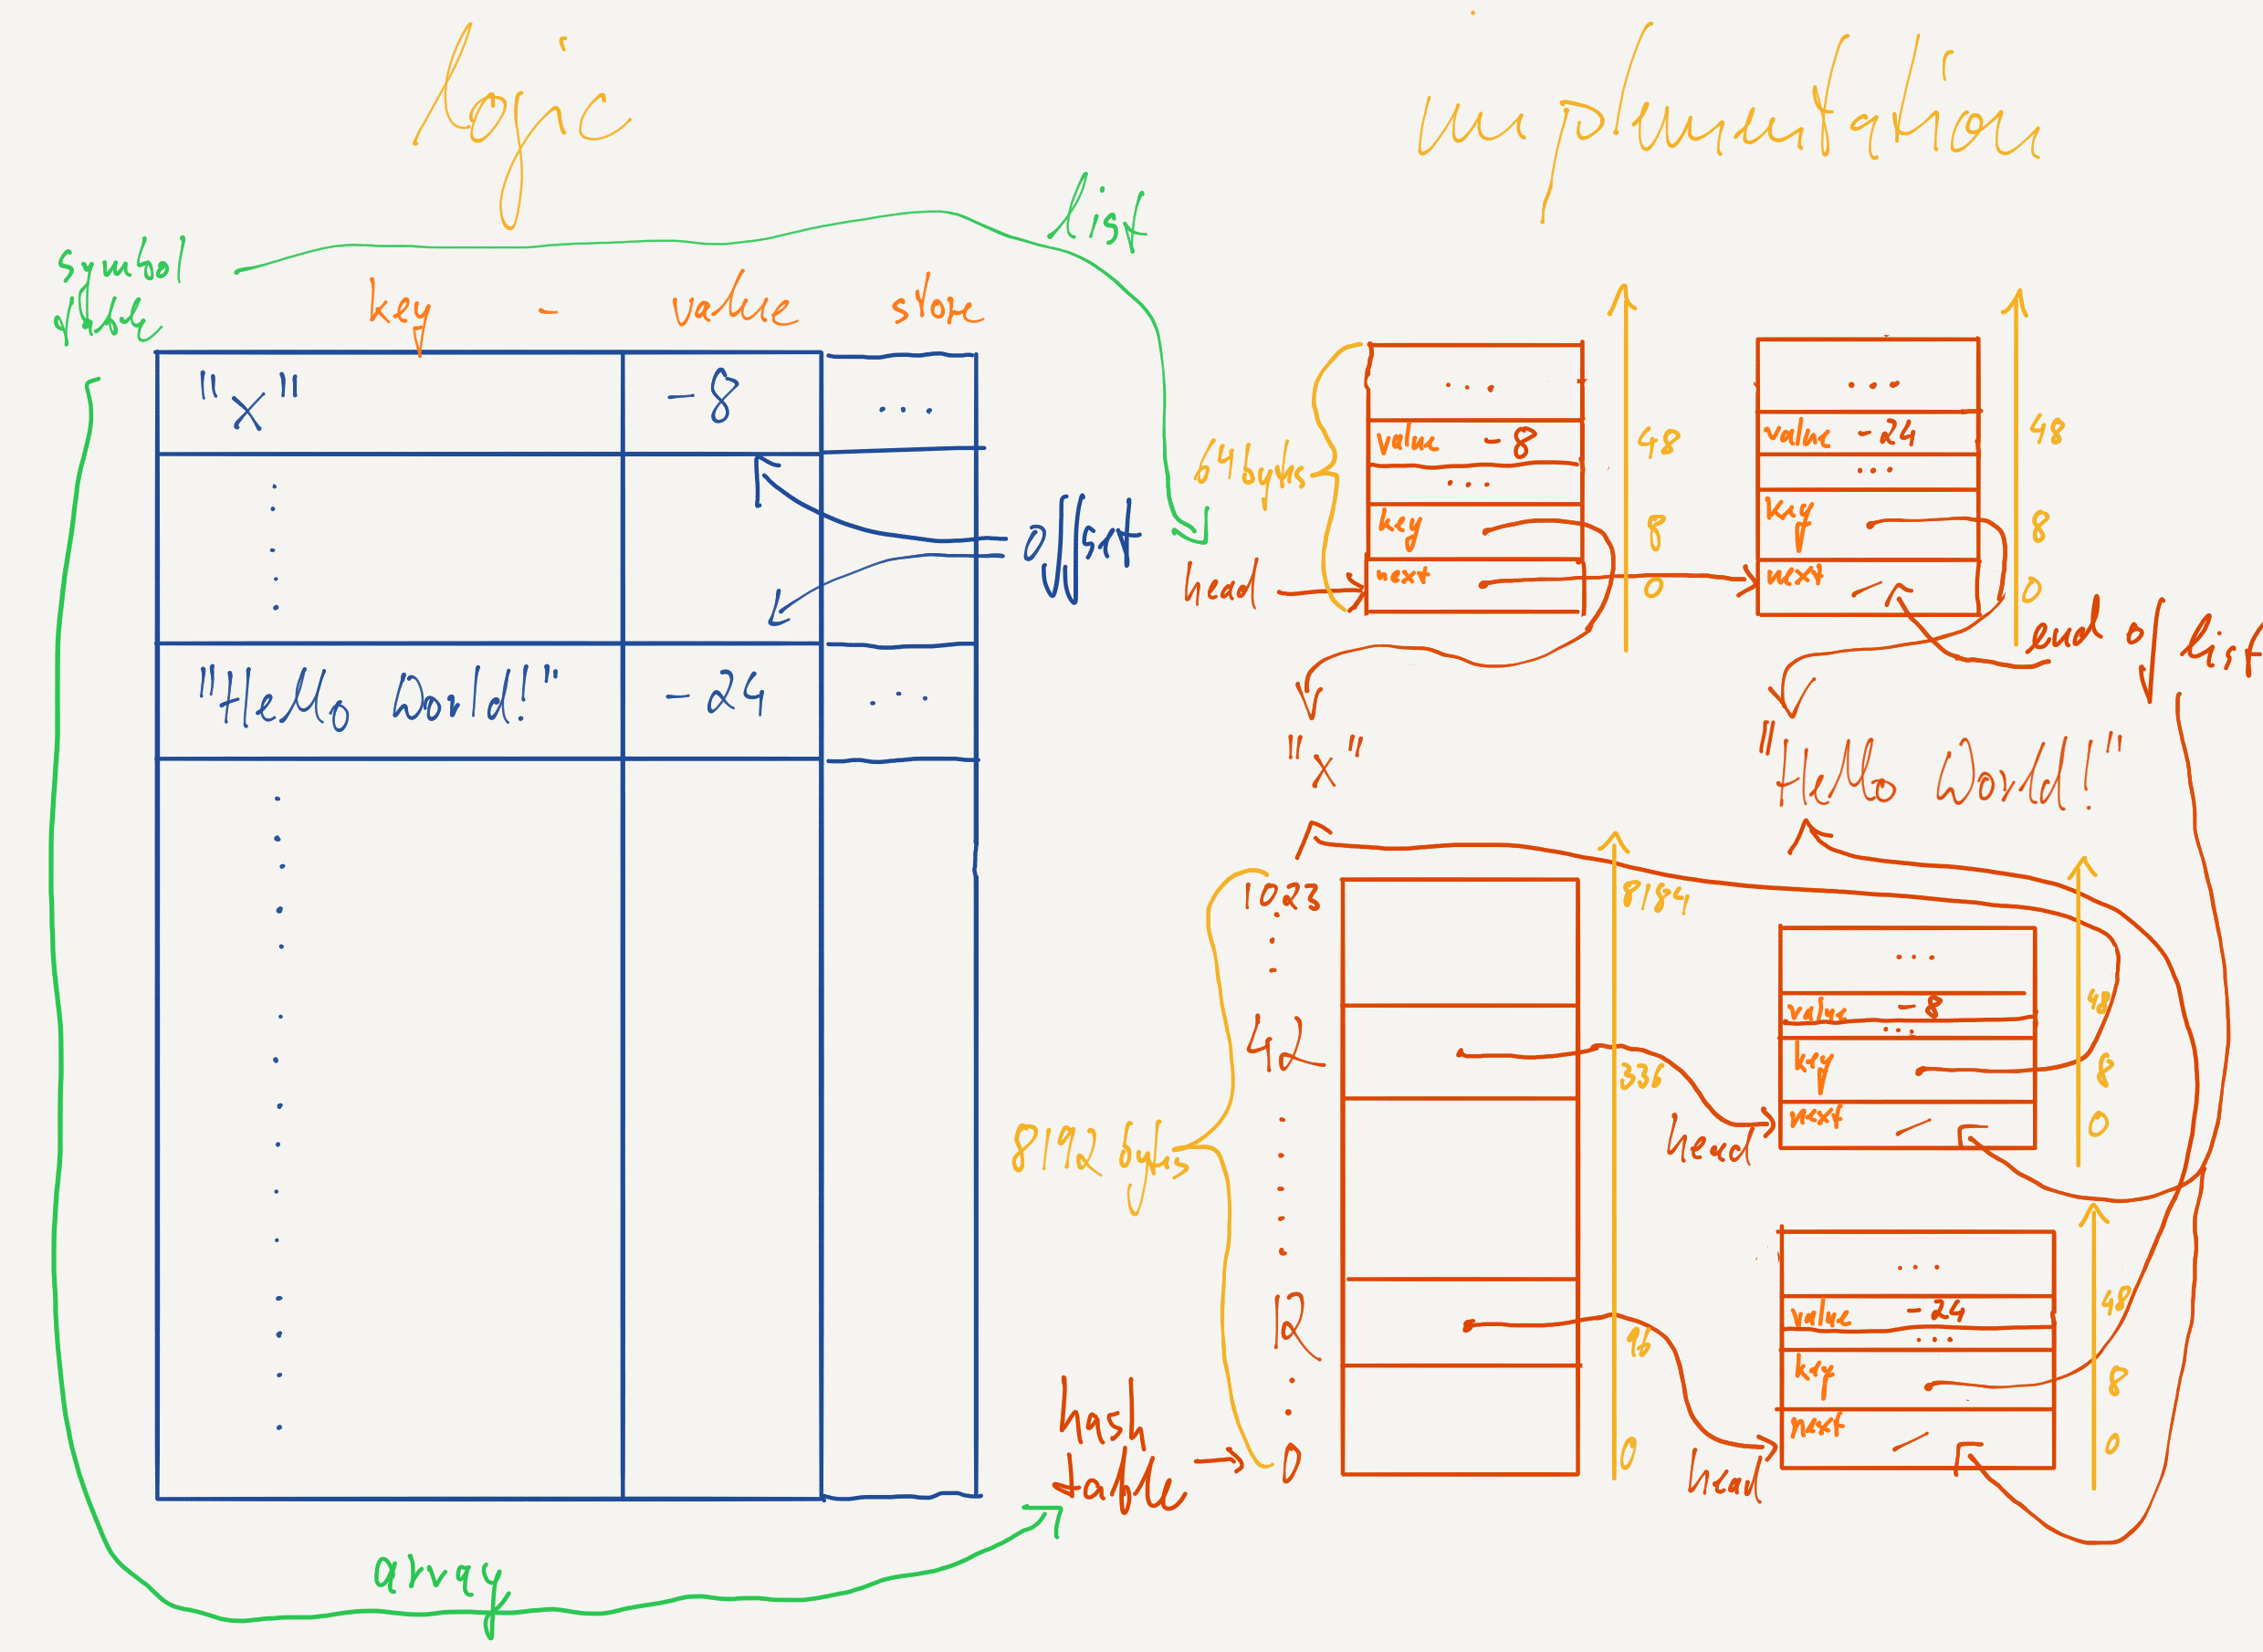 logic
implementation
symbol
table
list
key - value store
"x" -8 ...
offset
"Hello World!" -24 ...
array
64 bytes
head
...
value -8
...
key
next
48
8
0
"x"
...
value -24
...
key
next
48
8
0
end of list
"Hello World!"
8192 bytes
hash
table
1023
42
12
0
8184
336
96
0
head
...
value -8
...
key
next
48
8
0
head
...
value -24
...
key
next
48
8
0